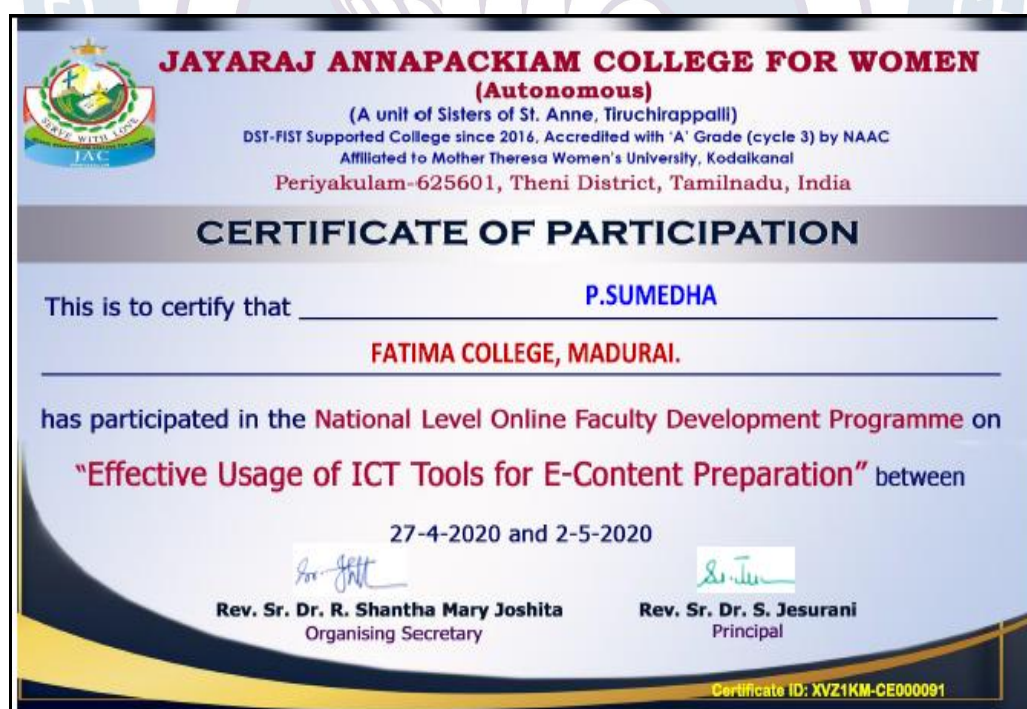 JAYARAJ ANNAPACKIAM COLLEGE FOR WOMEN
(Autonomous)
(A unit of Sisters of St. Anne, Tiruchirappalli)
DST-FIST Supported College since 2016, Accredited with 'A' Grade (cycle 3) by NAAC
Affiliated to Mother Theresa Women's University, Kodaikanal
Periyakulam-625601, Theni District, Tamilnadu, India
SERVE WITH LOVE
JAC
CERTIFICATE OF PARTICIPATION
This is to certify that P.SUMEDHA
FATIMA COLLEGE, MADURAI.
has participated in the National Level Online Faculty Development Programme on
"Effective Usage of ICT Tools for E-Content Preparation" between
27-4-2020 and 2-5-2020
Rev. Sr. Dr. R. Shantha Mary Joshita Rev. Sr. Dr. S. Jesurani
Organising Secretary Principal
Certificate ID: XVZ1KM-CE000091